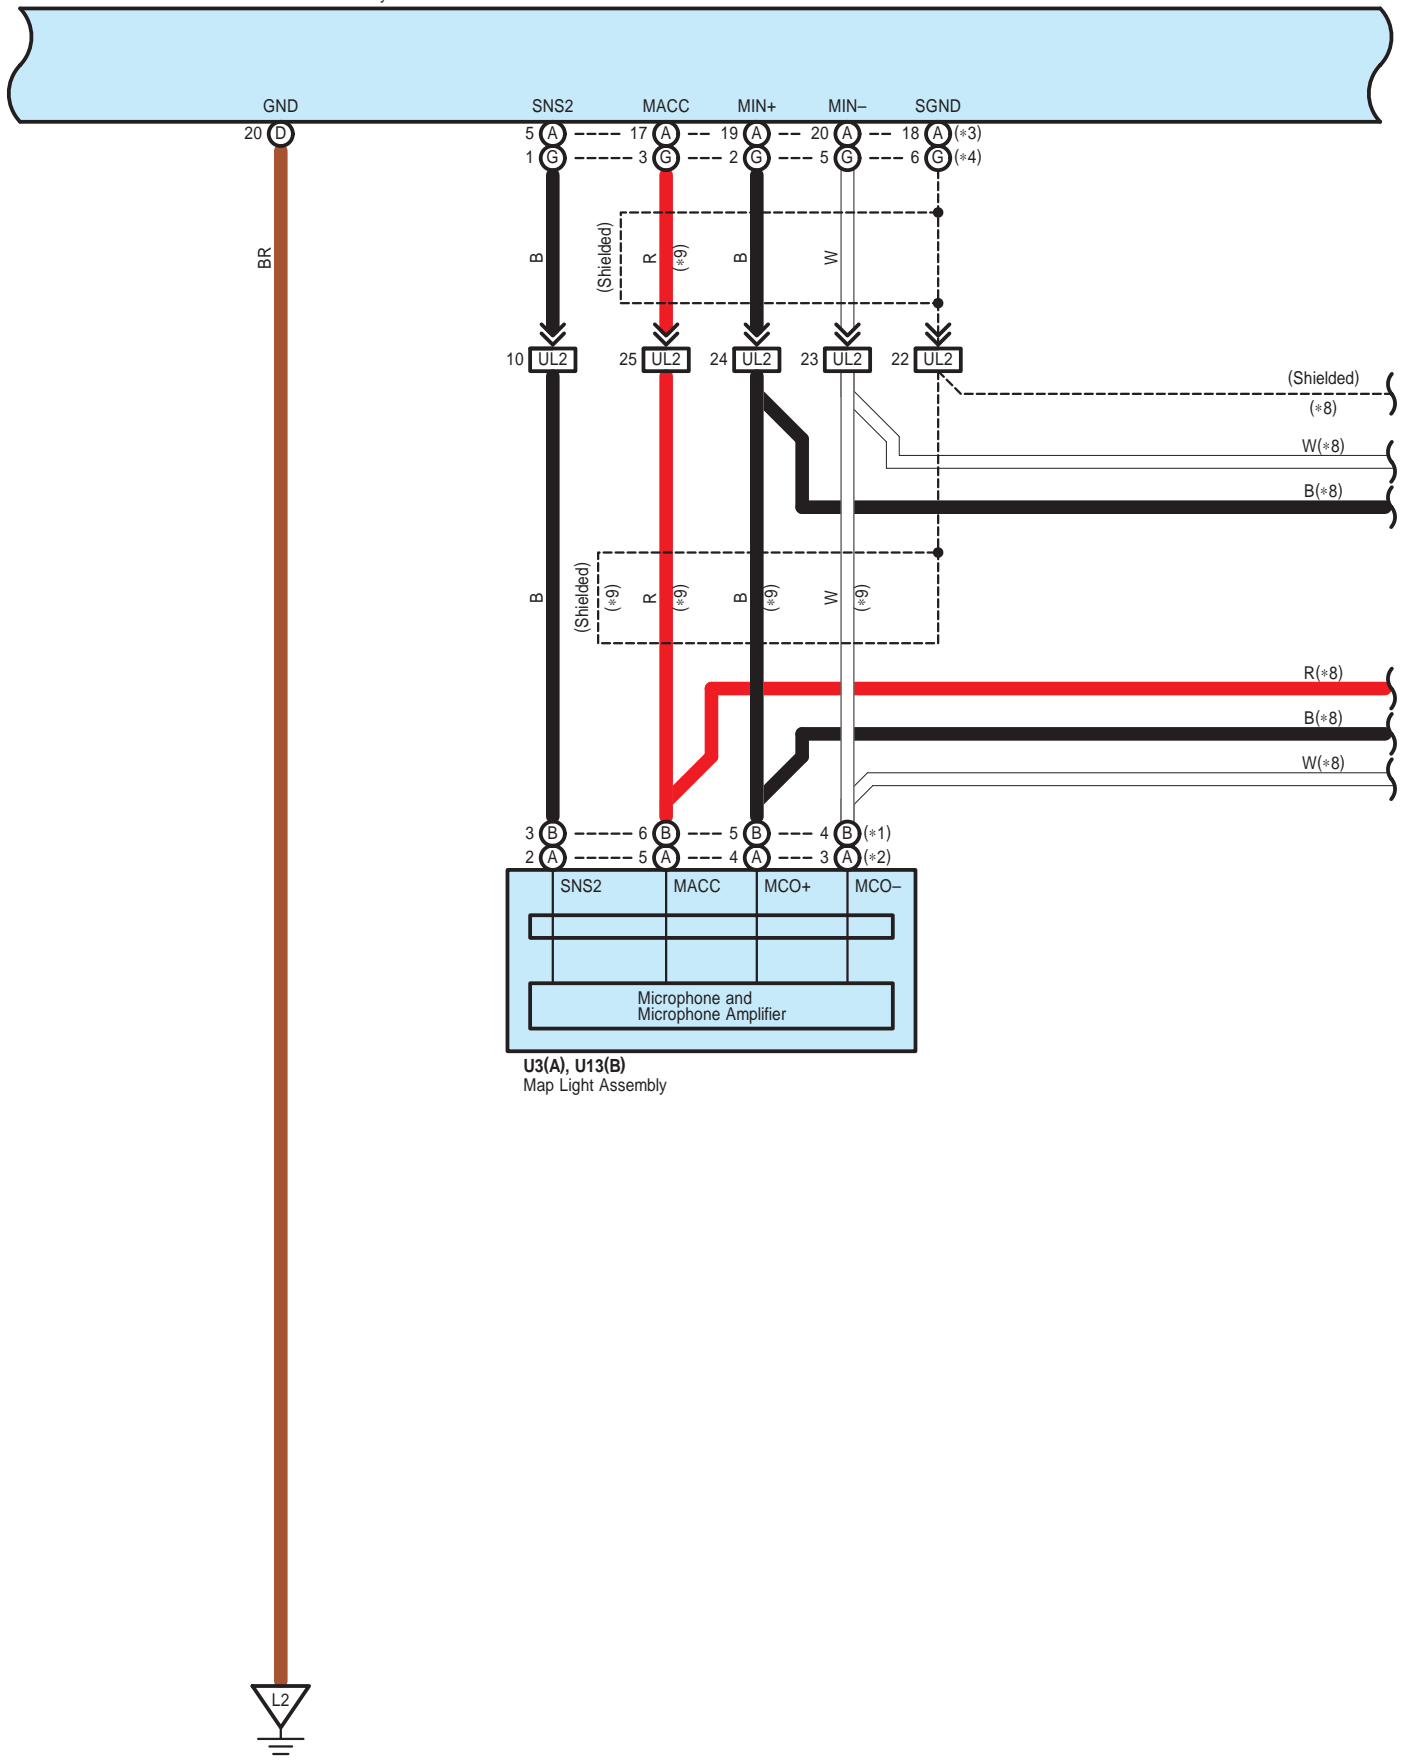 GND SNS2 MACC MIN+ MIN– SGND
20 D 5 A 17 A 19 A 20 A 18 A (*3)
1 G 3 G 2 G 5 G 6 G (*4)
BR B (Shielded) R (*9) B W
10 UL2 25 UL2 24 UL2 23 UL2 22 UL2
(Shielded)
(*8)
W(*8)
B(*8)
B (Shielded) (*9) R (*9) B (*9) W (*9)
R(*8)
B(*8)
W(*8)
3 B 6 B 5 B 4 B (*1)
2 A 5 A 4 A 3 A (*2)
SNS2 MACC MCO+ MCO–
Microphone and
Microphone Amplifier
U3(A), U13(B)
Map Light Assembly
L2